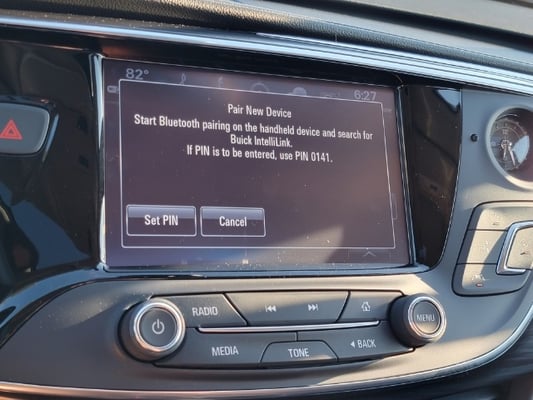 82°
6:27
Pair New Device
Start Bluetooth pairing on the handheld device and search for
Buick IntelliLink.
If PIN is to be entered, use PIN 0141.
Set PIN
Cancel
RADIO
MENU
MEDIA
TONE
BACK